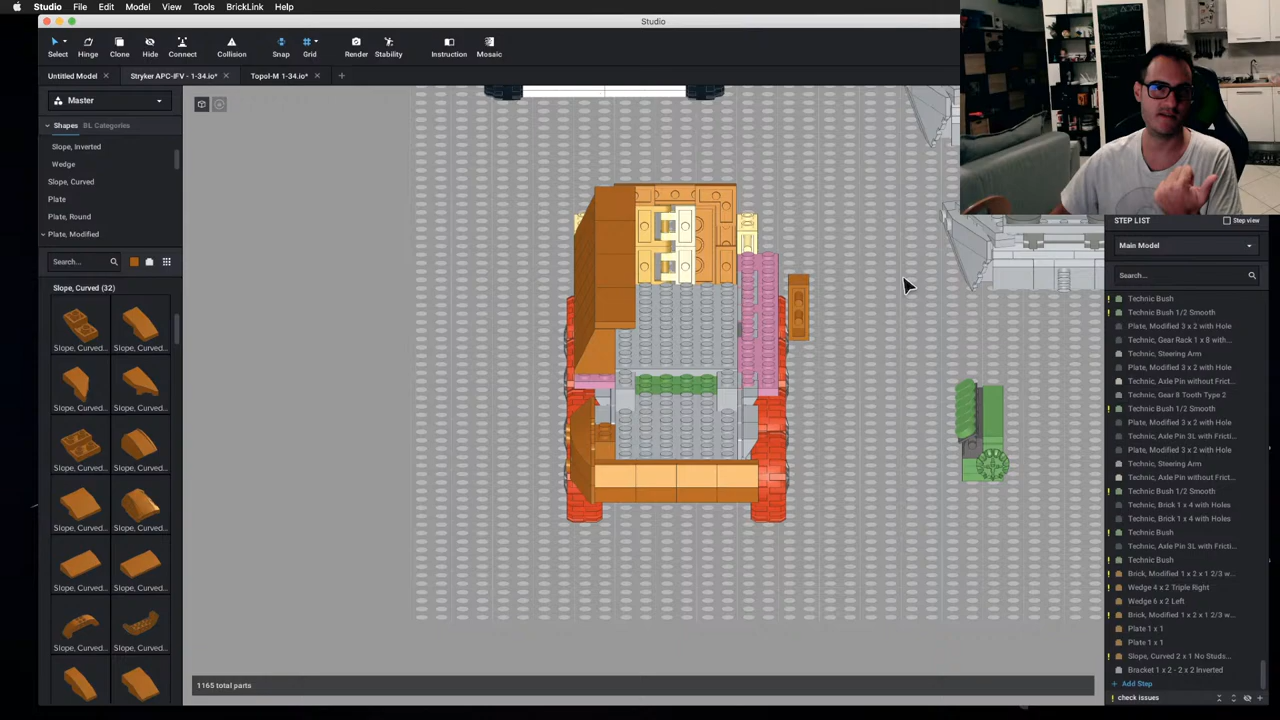 Studio File Edit Model View Tools BrickLink Help
Studio
Select Hinge Clone Hide Connect Collision Snap Grid Render Stability Instruction Mosaic
Untitled Model Stryker APC-IFV - 1-34.io* Topol-M 1-34.io*
Master
Shapes BL Categories
Slope, Inverted
Wedge
Slope, Curved
Plate
Plate, Round
Plate, Modified
Search...
Slope, Curved (32)
Slope, Curved... Slope, Curved...
Slope, Curved... Slope, Curved...
Slope, Curved... Slope, Curved...
Slope, Curved... Slope, Curved...
Slope, Curved... Slope, Curved...
Slope, Curved... Slope, Curved...
1165 total parts
STEP LIST Step view
Main Model
Search...
Technic Bush
Technic Bush 1/2 Smooth
Plate, Modified 3 x 2 with Hole
Technic, Gear Rack 1 x 8 with...
Technic, Steering Arm
Plate, Modified 3 x 2 with Hole
Technic, Axle Pin without Frict...
Technic, Gear 8 Tooth Type 2
Technic Bush 1/2 Smooth
Plate, Modified 3 x 2 with Hole
Technic, Axle Pin 3L with Fricti...
Plate, Modified 3 x 2 with Hole
Technic, Steering Arm
Technic, Axle Pin without Frict...
Technic Bush 1/2 Smooth
Technic, Brick 1 x 4 with Holes
Technic, Brick 1 x 4 with Holes
Technic Bush
Technic, Axle Pin 3L with Fricti...
Technic Bush
Brick, Modified 1 x 2 x 1 2/3 w...
Wedge 4 x 2 Triple Right
Wedge 6 x 2 Left
Brick, Modified 1 x 2 x 1 2/3 w...
Plate 1 x 1
Plate 1 x 1
Slope, Curved 2 x 1 No Studs...
Bracket 1 x 2 - 2 x 2 Inverted
+ Add Step
check issues